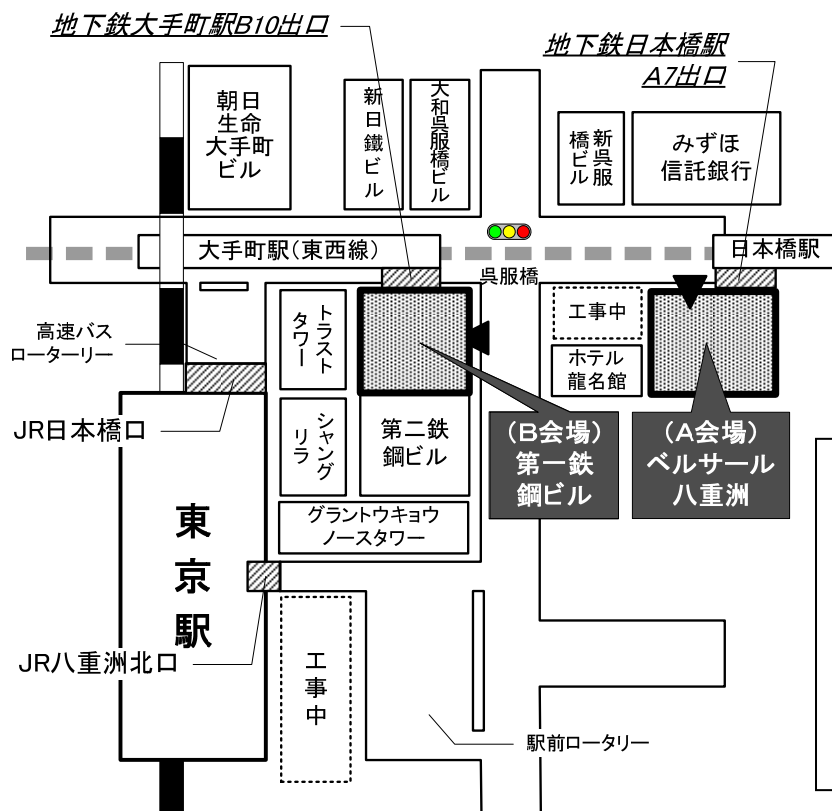 地下鉄大手町駅B10出口
地下鉄日本橋駅
A7出口
朝日
生命
大手町
ビル
新日鐵ビル
大和呉服橋ビル
新呉服
橋ビル
みずほ
信託銀行
大手町駅(東西線)
日本橋駅
呉服橋
高速バス
ローターリー
トラスト
タワー
工事中
ホテル
龍名館
JR日本橋口
シャング
リラ
第二鉄
鋼ビル
(B会場)
第一鉄
鋼ビル
(A会場)
ベルサール
八重洲
グラントウキョウ
ノースタワー
東京駅
JR八重洲北口
工事中
駅前ロータリー